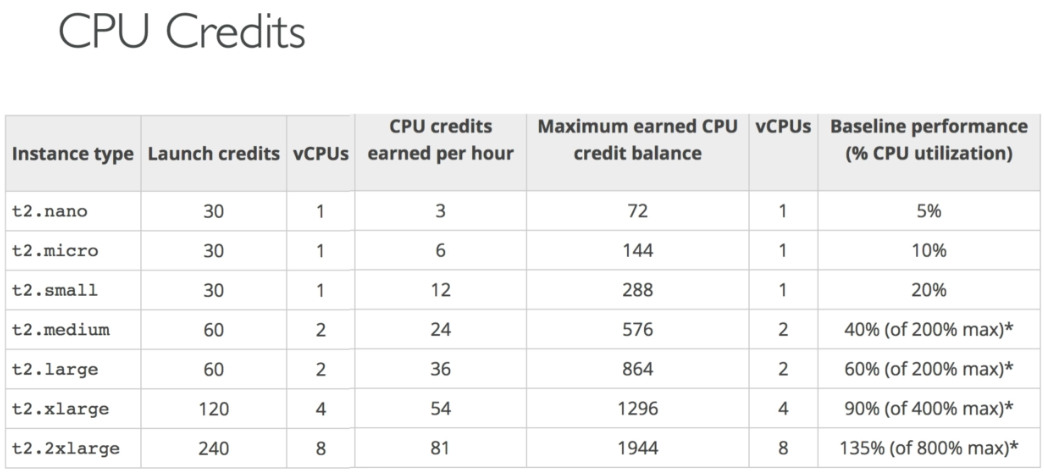 CPU Credits
Instance type Launch credits vCPUs CPU credits earned per hour Maximum earned CPU credit balance vCPUs Baseline performance (% CPU utilization)
t2.nano 30 1 3 72 1 5%
t2.micro 30 1 6 144 1 10%
t2.small 30 1 12 288 1 20%
t2.medium 60 2 24 576 2 40% (of 200% max)*
t2.large 60 2 36 864 2 60% (of 200% max)*
t2.xlarge 120 4 54 1296 4 90% (of 400% max)*
t2.2xlarge 240 8 81 1944 8 135% (of 800% max)*